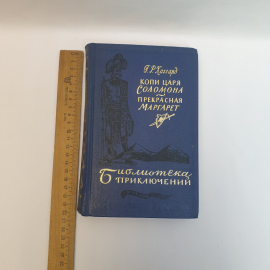 Г. Р. Хаггард
КОПИ ЦАРЯ
СОЛОМОНА
ПРЕКРАСНАЯ
МАРГАРЕТ
Библиотека
ПРИКЛЮЧЕНИЙ